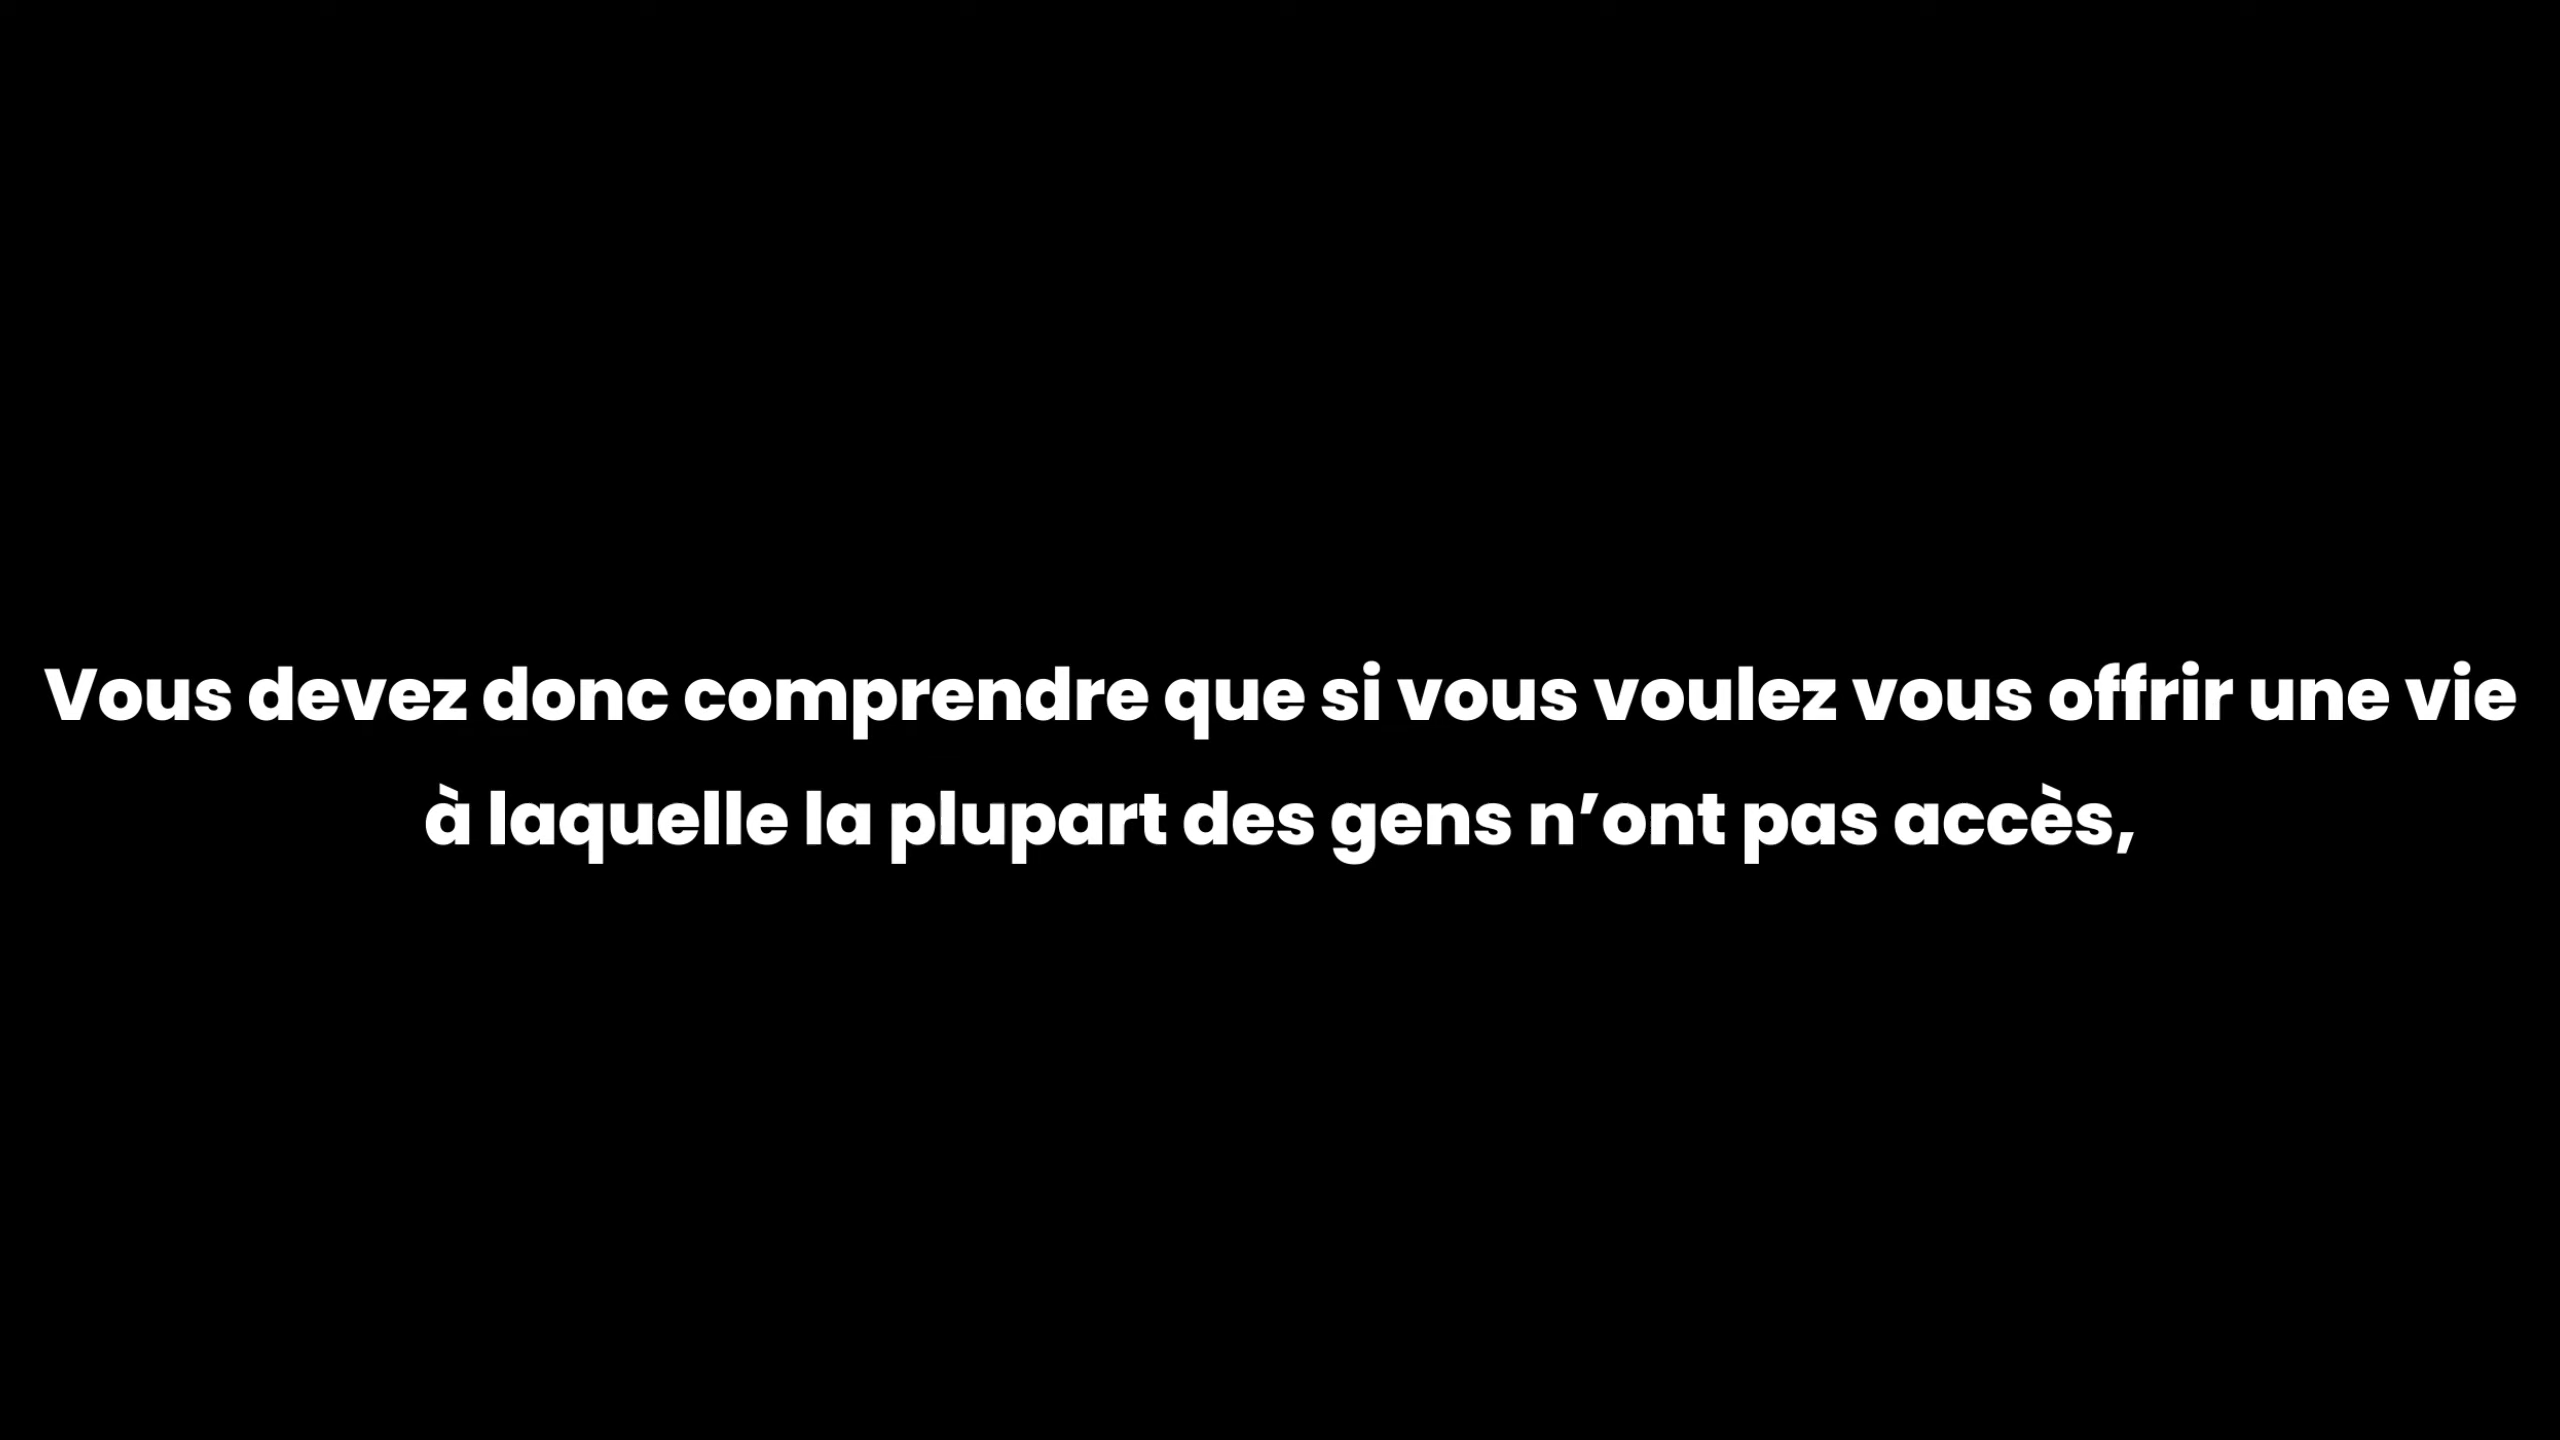 Vous devez donc comprendre que si vous voulez vous offrir une vie
à laquelle la plupart des gens n’ont pas accès,